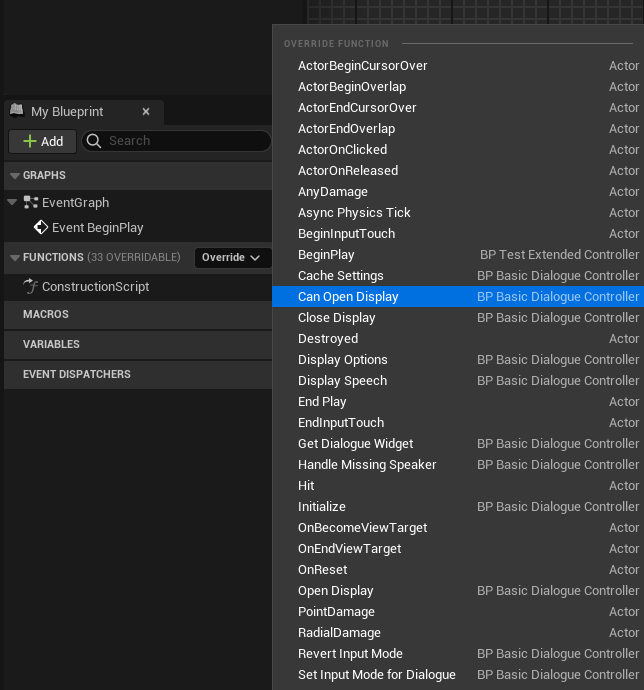 My Blueprint
Add
Search
GRAPHS
EventGraph
Event BeginPlay
FUNCTIONS (33 OVERRIDABLE)
Override
ConstructionScript
MACROS
VARIABLES
EVENT DISPATCHERS
OVERRIDE FUNCTION
ActorBeginCursorOver Actor
ActorBeginOverlap Actor
ActorEndCursorOver Actor
ActorEndOverlap Actor
ActorOnClicked Actor
ActorOnReleased Actor
AnyDamage Actor
Async Physics Tick Actor
BeginInputTouch Actor
BeginPlay BP Test Extended Controller
Cache Settings BP Basic Dialogue Controller
Can Open Display BP Basic Dialogue Controller
Close Display BP Basic Dialogue Controller
Destroyed Actor
Display Options BP Basic Dialogue Controller
Display Speech BP Basic Dialogue Controller
End Play Actor
EndInputTouch Actor
Get Dialogue Widget BP Basic Dialogue Controller
Handle Missing Speaker BP Basic Dialogue Controller
Hit Actor
Initialize BP Basic Dialogue Controller
OnBecomeViewTarget Actor
OnEndViewTarget Actor
OnReset Actor
Open Display BP Basic Dialogue Controller
PointDamage Actor
RadialDamage Actor
Revert Input Mode BP Basic Dialogue Controller
Set Input Mode for Dialogue BP Basic Dialogue Controller